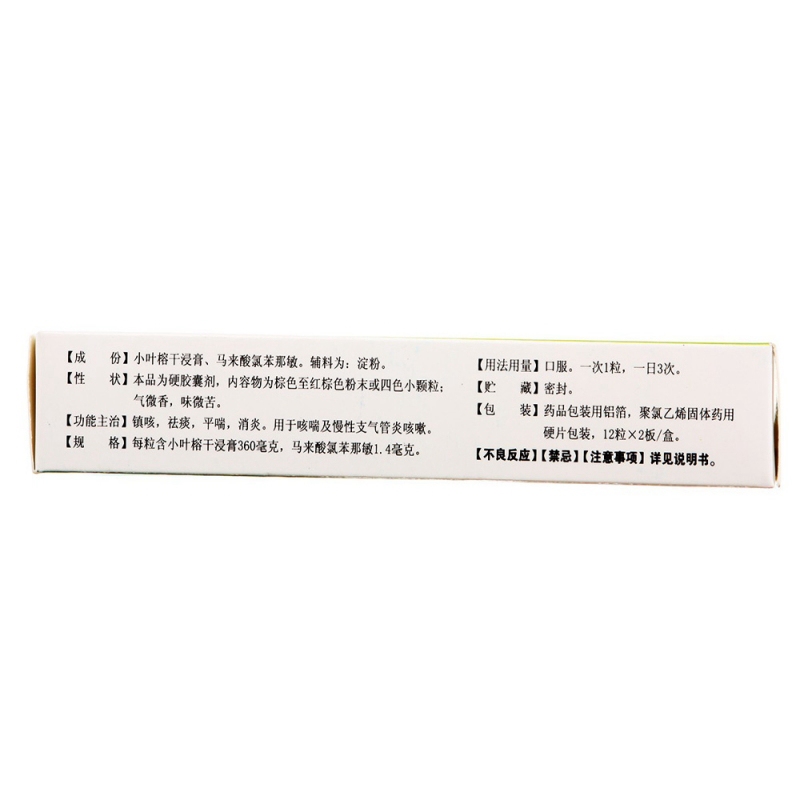 【成　份】小叶榕干浸膏、马来酸氯苯那敏。辅料为：淀粉。
【性　状】本品为硬胶囊剂，内容物为棕色至红棕色粉末或四色小颗粒；
气微香，味微苦。
【功能主治】镇咳，祛痰，平喘，消炎。用于咳喘及慢性支气管炎咳嗽。
【规　格】每粒含小叶榕干浸膏360毫克，马来酸氯苯那敏1.4毫克。
【用法用量】口服。一次1粒，一日3次。
【贮　藏】密封。
【包　装】药品包装用铝箔，聚氯乙烯固体药用
硬片包装，12粒×2板/盒。
【不良反应】【禁忌】【注意事项】详见说明书。